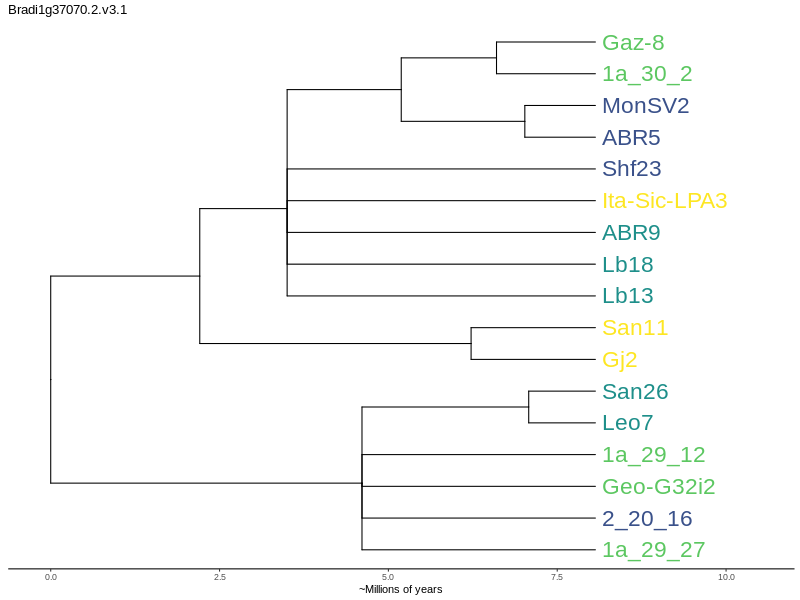 Bradi1g37070.2.v3.1
Gaz-8
1a_30_2
MonSV2
ABR5
Shf23
Ita-Sic-LPA3
ABR9
Lb18
Lb13
San11
Gj2
San26
Leo7
1a_29_12
Geo-G32i2
2_20_16
1a_29_27
0.0 2.5 5.0 7.5 10.0
~Millions of years